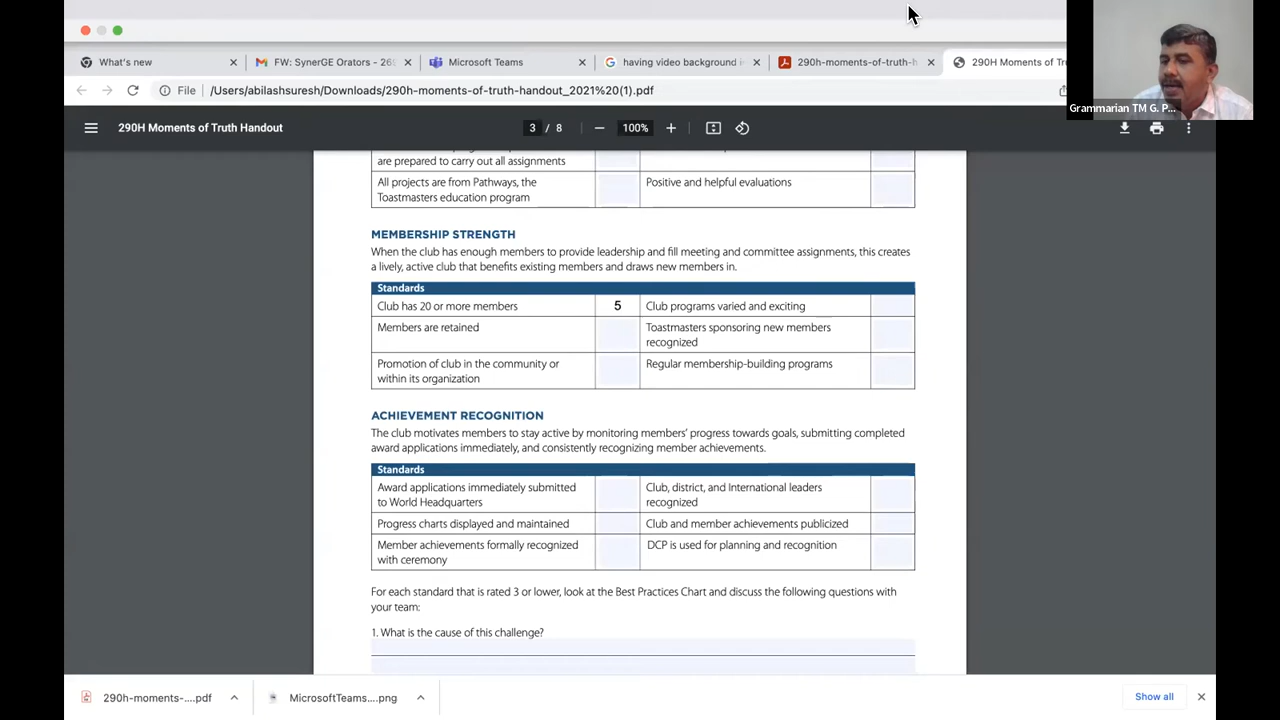 What's new
FW: SynerGE Orators - 265
Microsoft Teams
having video background i
290h-moments-of-truth-h
290H Moments of Tru
File
/Users/abilashsuresh/Downloads/290h-moments-of-truth-handout_2021%20(1).pdf
Grammarian TM G. P...
290H Moments of Truth Handout
3 / 8
100%
are prepared to carry out all assignments
All projects are from Pathways, the
Toastmasters education program
Positive and helpful evaluations
MEMBERSHIP STRENGTH
When the club has enough members to provide leadership and fill meeting and committee assignments, this creates
a lively, active club that benefits existing members and draws new members in.
Standards
Club has 20 or more members
5
Club programs varied and exciting
Members are retained
Toastmasters sponsoring new members
recognized
Promotion of club in the community or
within its organization
Regular membership-building programs
ACHIEVEMENT RECOGNITION
The club motivates members to stay active by monitoring members' progress towards goals, submitting completed
award applications immediately, and consistently recognizing member achievements.
Standards
Award applications immediately submitted
to World Headquarters
Club, district, and International leaders
recognized
Progress charts displayed and maintained
Club and member achievements publicized
Member achievements formally recognized
with ceremony
DCP is used for planning and recognition
For each standard that is rated 3 or lower, look at the Best Practices Chart and discuss the following questions with
your team:
1. What is the cause of this challenge?
290h-moments-....pdf
MicrosoftTeams....png
Show all